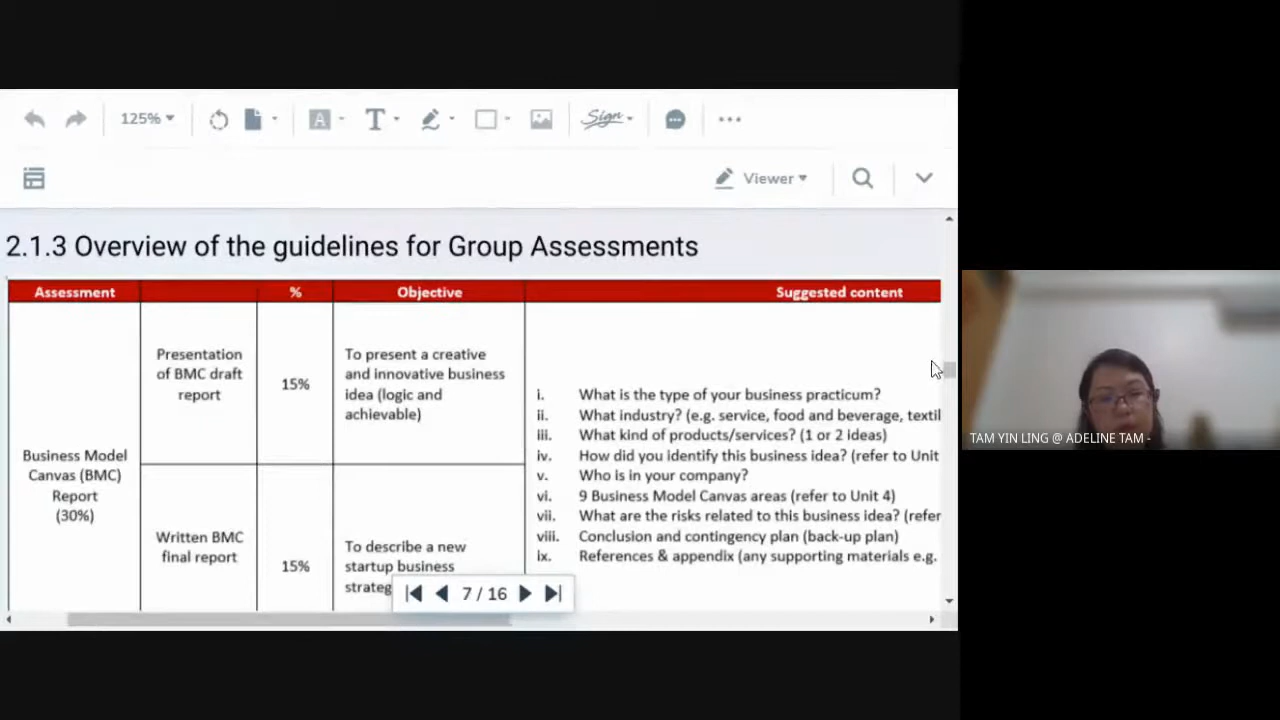 125%
A
T
Sign
Viewer
2.1.3 Overview of the guidelines for Group Assessments
Assessment % Objective Suggested content
Business Model
Canvas (BMC)
Report
(30%)
Presentation
of BMC draft
report
15%
To present a creative
and innovative business
idea (logic and
achievable)
Written BMC
final report
15%
To describe a new
startup business
strateg
i. What is the type of your business practicum?
ii. What industry? (e.g. service, food and beverage, textil
iii. What kind of products/services? (1 or 2 ideas)
iv. How did you identify this business idea? (refer to Unit
v. Who is in your company?
vi. 9 Business Model Canvas areas (refer to Unit 4)
vii. What are the risks related to this business idea? (refer
viii. Conclusion and contingency plan (back-up plan)
ix. References & appendix (any supporting materials e.g.
7 / 16
TAM YIN LING @ ADELINE TAM -